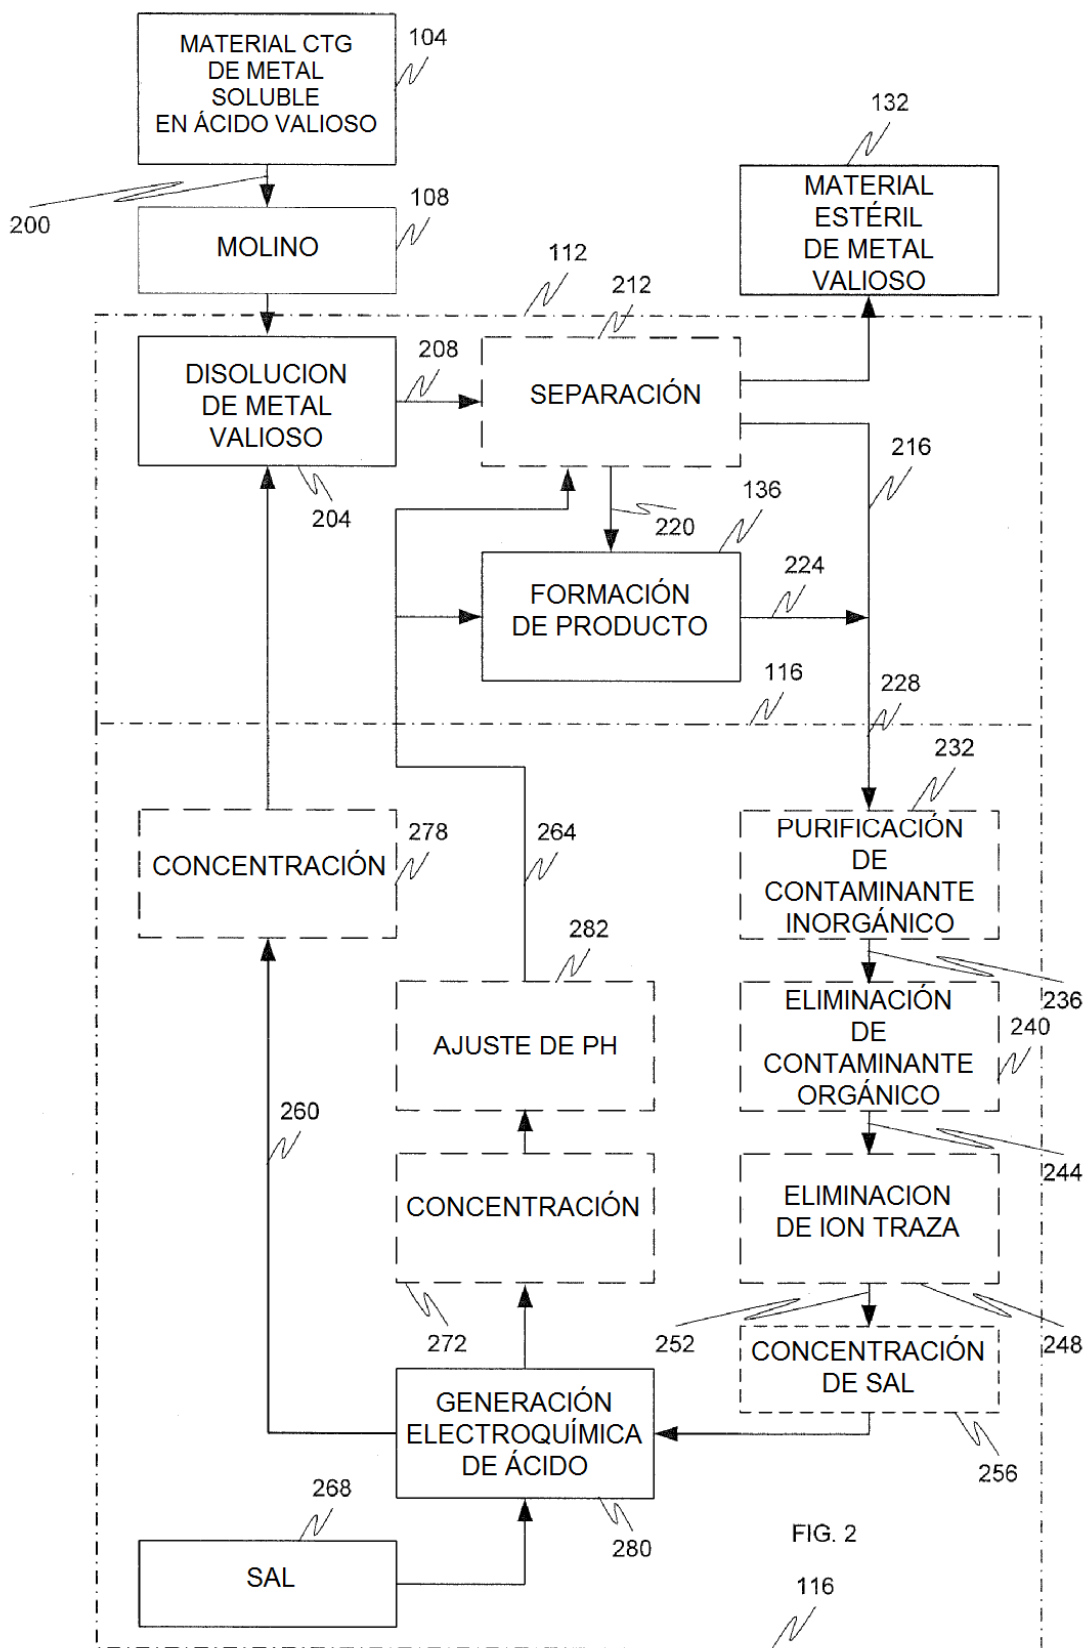 MATERIAL CTG
DE METAL
SOLUBLE
EN ÁCIDO VALIOSO
104
200
MOLINO
108
132
MATERIAL
ESTÉRIL
DE METAL
VALIOSO
112
212
DISOLUCION
DE METAL
VALIOSO
208
SEPARACIÓN
204
216
220
136
FORMACIÓN
DE PRODUCTO
224
116
228
232
CONCENTRACIÓN
278
264
PURIFICACIÓN
DE
CONTAMINANTE
INORGÁNICO
236
282
AJUSTE DE PH
ELIMINACIÓN
DE
CONTAMINANTE
ORGÁNICO
240
244
260
CONCENTRACIÓN
272
ELIMINACION
DE ION TRAZA
252
248
CONCENTRACIÓN
DE SAL
256
GENERACIÓN
ELECTROQUÍMICA
DE ÁCIDO
280
268
SAL
FIG. 2
116